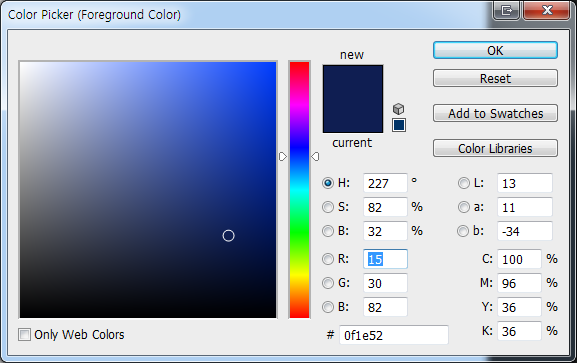 Color Picker (Foreground Color)
new
current
OK
Reset
Add to Swatches
Color Libraries
H: 227 °
S: 82 %
B: 32 %
R: 15
G: 30
B: 82
# 0f1e52
L: 13
a: 11
b: -34
C: 100 %
M: 96 %
Y: 36 %
K: 36 %
Only Web Colors